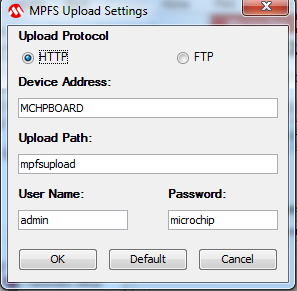 MPFS Upload Settings
Upload Protocol
HTTP FTP
Device Address:
MCHPBOARD
Upload Path:
mpfsupload
User Name: Password:
admin microchip
OK Default Cancel